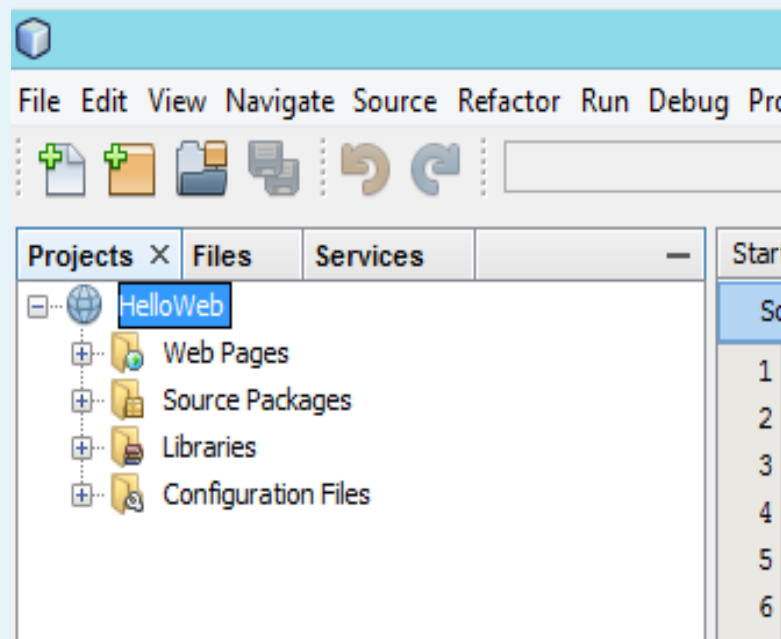 File Edit View Navigate Source Refactor Run Debug
Projects Files Services
HelloWeb
Web Pages
Source Packages
Libraries
Configuration Files
1
2
3
4
5
6